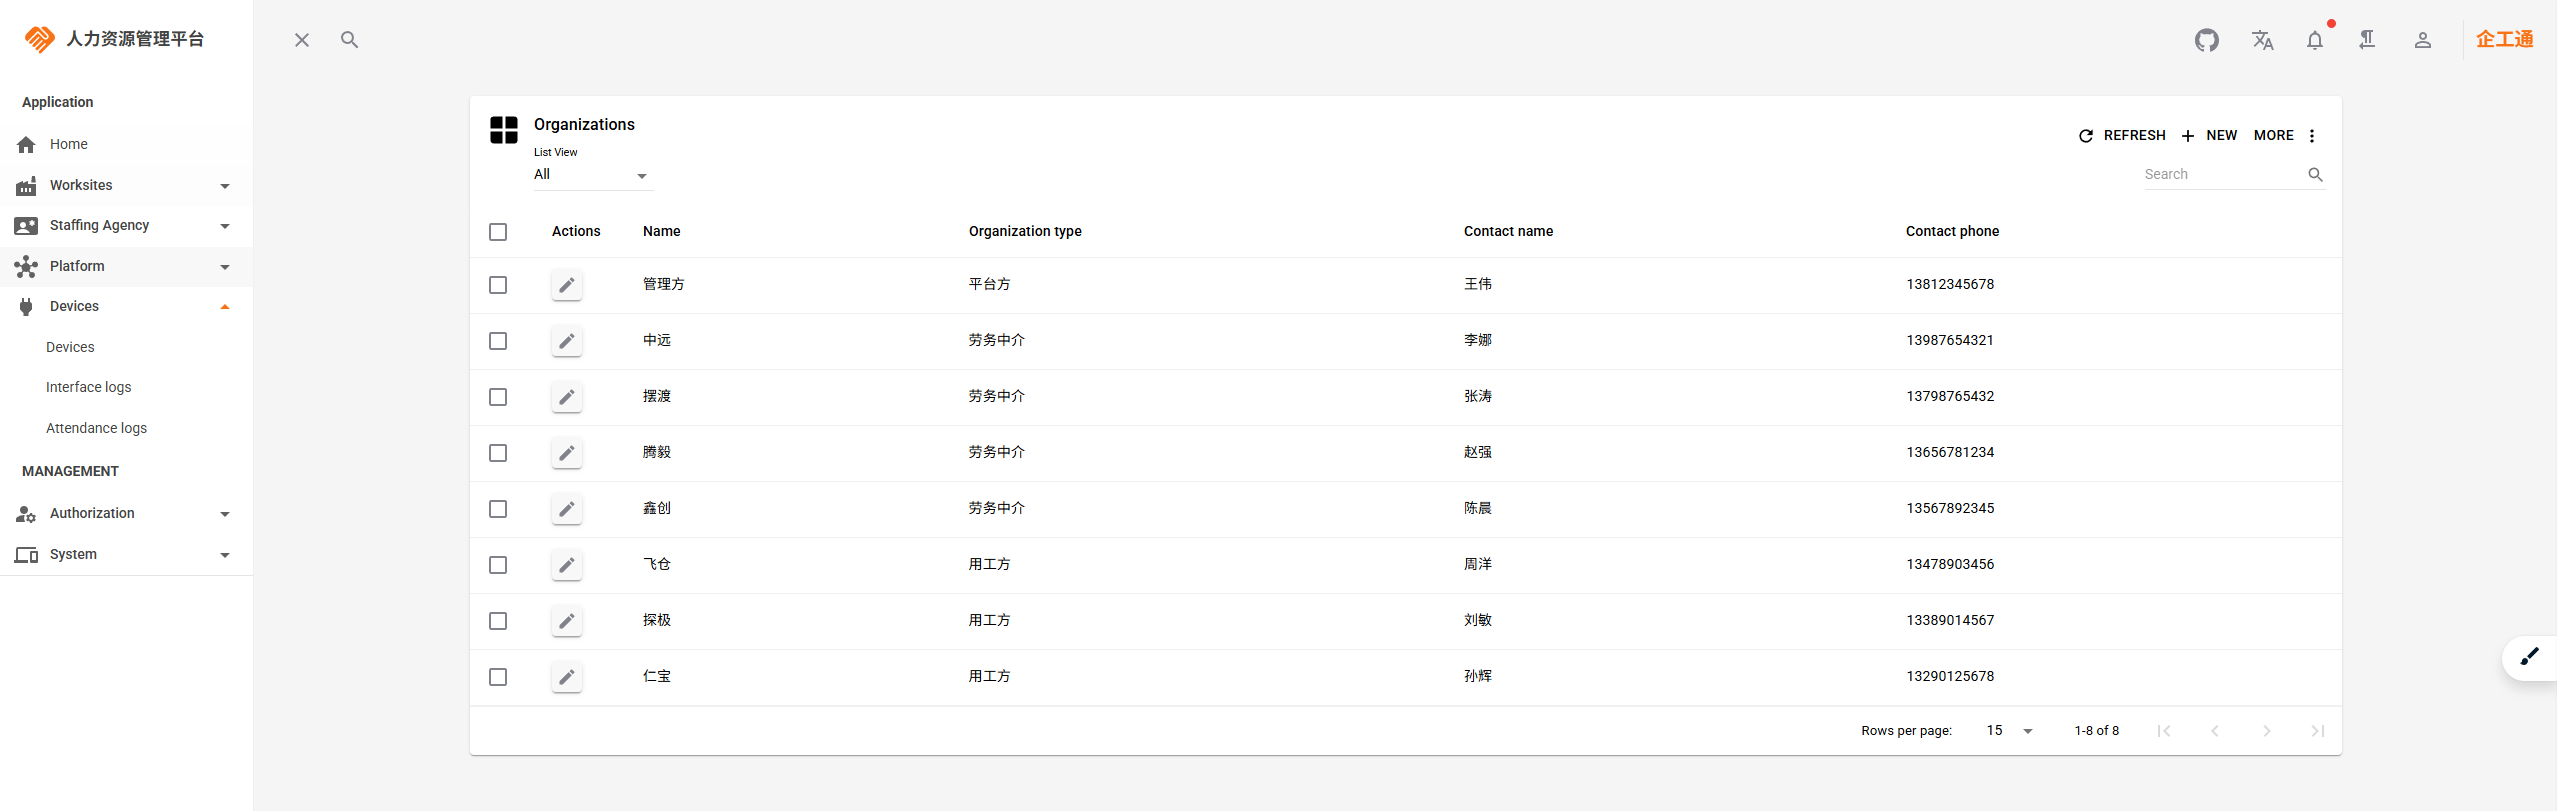 人力资源管理平台
企工通
Application
Home
Worksites
Staffing Agency
Platform
Devices
Devices
Interface logs
Attendance logs
MANAGEMENT
Authorization
System
Organizations
List View
All
REFRESH
NEW
MORE
Search
Actions Name Organization type Contact name Contact phone
管理方 平台方 王伟 13812345678
中远 劳务中介 李娜 13987654321
摆渡 劳务中介 张涛 13798765432
腾毅 劳务中介 赵强 13656781234
鑫创 劳务中介 陈晨 13567892345
飞仓 用工方 周洋 13478903456
探极 用工方 刘敏 13389014567
仁宝 用工方 孙辉 13290125678
Rows per page: 15 1-8 of 8